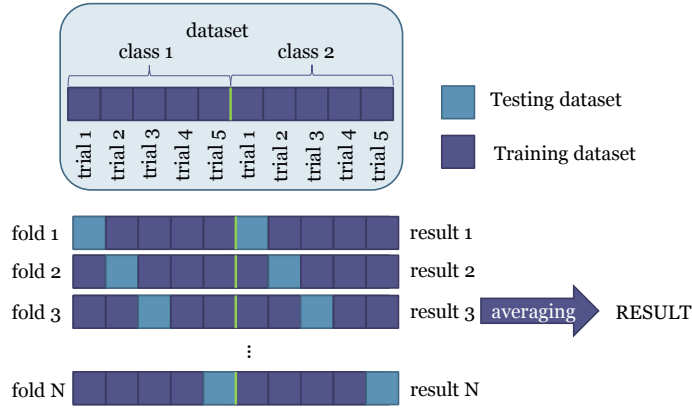 dataset
class 1
class 2
trial 1
trial 2
trial 3
trial 4
trial 5
trial 1
trial 2
trial 3
trial 4
trial 5
Testing dataset
Training dataset
fold 1
result 1
fold 2
result 2
fold 3
result 3
averaging
RESULT
...
fold N
result N